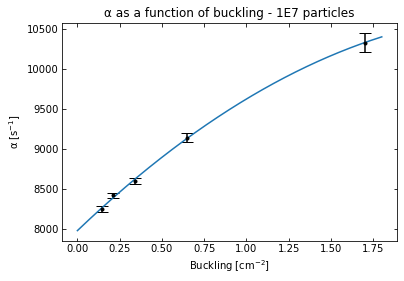 α as a function of buckling - 1E7 particles
10500
10000
9500
9000
8500
8000
α [s⁻¹]
0.00 0.25 0.50 0.75 1.00 1.25 1.50 1.75
Buckling [cm⁻²]